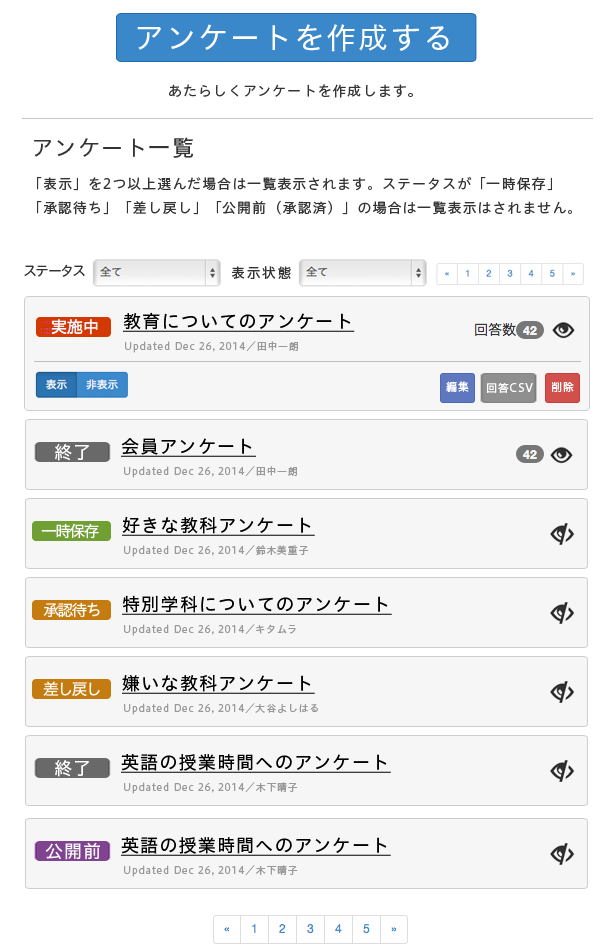 アンケートを作成する
あたらしくアンケートを作成します。
アンケート一覧
「表示」を2つ以上選んだ場合は一覧表示されます。ステータスが「一時保存」
「承認待ち」「差し戻し」「公開前（承認済）」の場合は一覧表示はされません。
ステータス 全て 表示状態 全て « 1 2 3 4 5 »
実施中 教育についてのアンケート 回答数 42
Updated Dec 26, 2014／田中一朗
表示 非表示 編集 回答CSV 削除
終了 会員アンケート 42
Updated Dec 26, 2014／田中一朗
一時保存 好きな教科アンケート
Updated Dec 26, 2014／鈴木美重子
承認待ち 特別学科についてのアンケート
Updated Dec 26, 2014／キタムラ
差し戻し 嫌いな教科アンケート
Updated Dec 26, 2014／大谷よしはる
終了 英語の授業時間へのアンケート
Updated Dec 26, 2014／木下晴子
公開前 英語の授業時間へのアンケート
Updated Dec 26, 2014／木下晴子
« 1 2 3 4 5 »